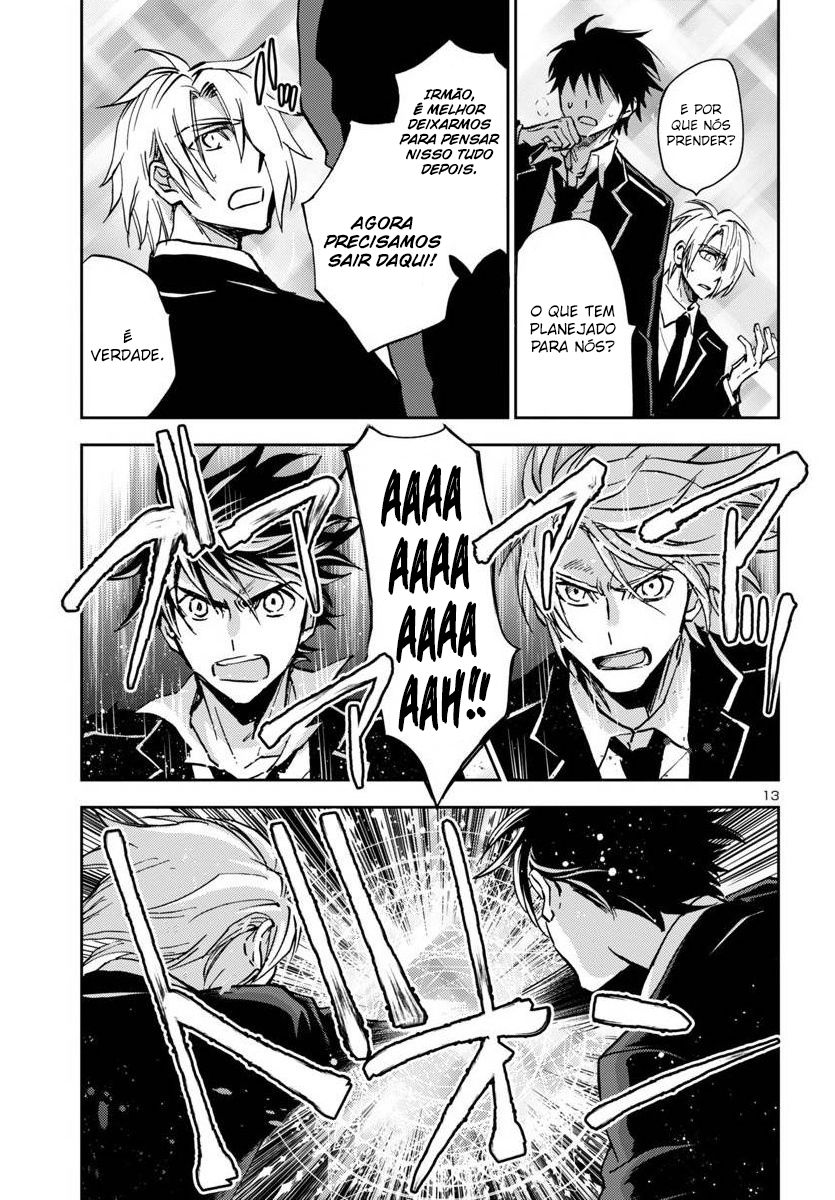 E POR
QUE NÓS
PRENDER?
O QUE TEM
PLANEJADO
PARA NÓS?
IRMÃO,
É MELHOR
DEIXARMOS
PARA PENSAR
NISSO TUDO
DEPOIS.
AGORA
PRECISAMOS
SAIR DAQUI!
É
VERDADE.
AAAA
AAAA
AAAA
AAH!!
13